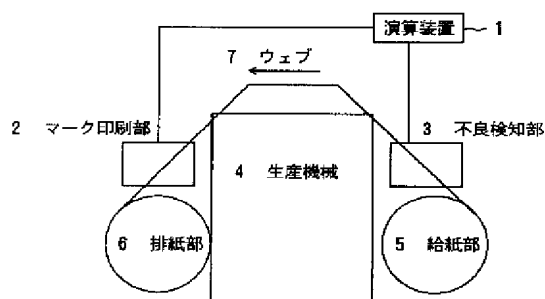 演算装置 1
7 ウェブ
2 マーク印刷部
3 不良検知部
4 生産機械
6 排紙部
5 給紙部